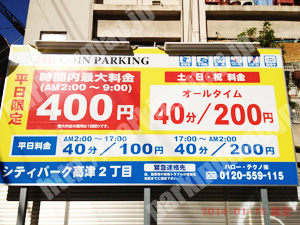 24H COIN PARKING
平日限定
時間内最大料金
(AM2:00 ～ 9:00)
400円
土・日・祝 料金
オールタイム
40分／200円
平日料金
AM2:00 ～ 17:00
40分／100円
17:00 ～ AM2:00
40分／200円
シティパーク高津2丁目
緊急連絡先
ハロー・テクノ㈱
0120-559-115